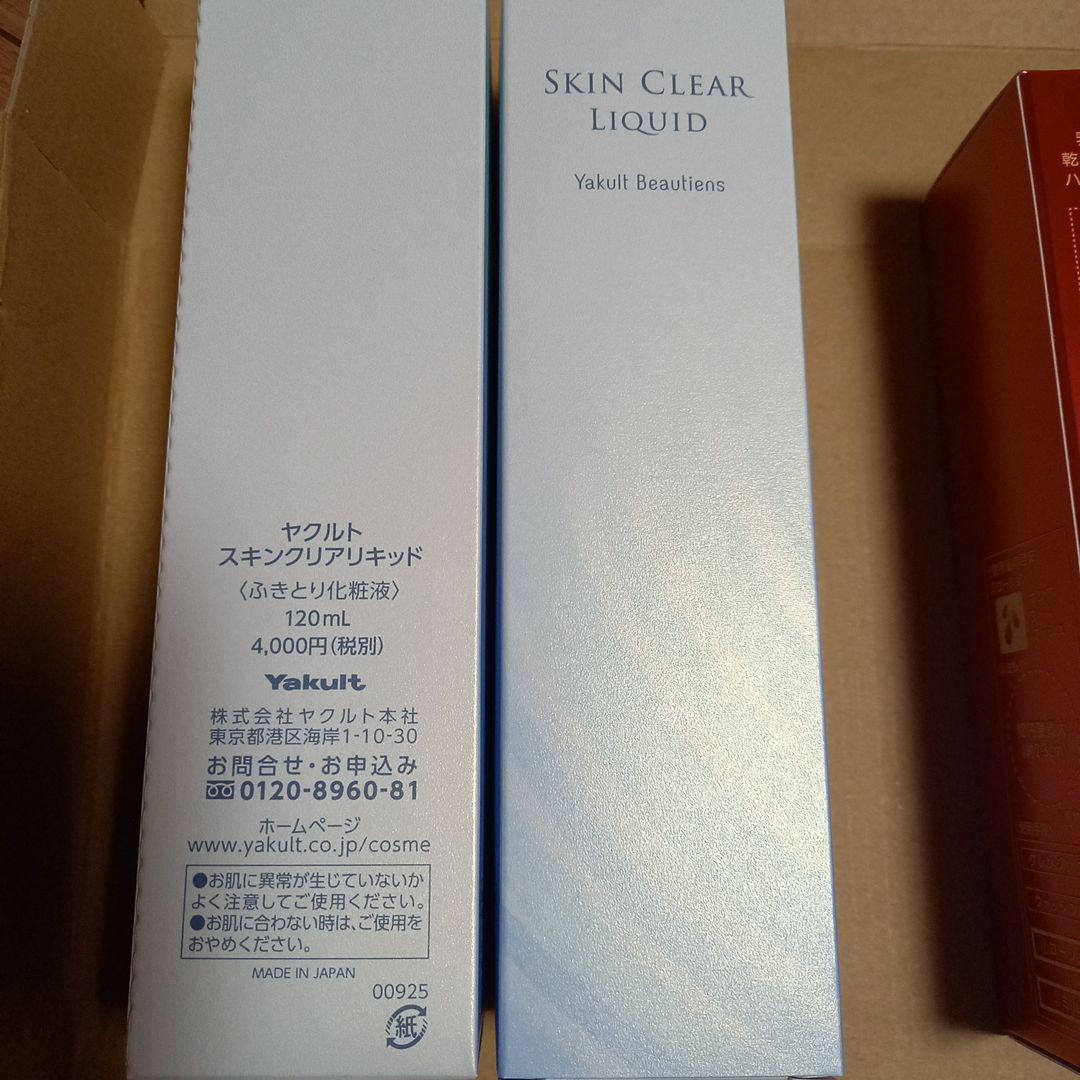 ヤクルト
スキンクリアリキッド
〈ふきとり化粧液〉
120mL
4,000円(税別)
Yakult
株式会社ヤクルト本社
東京都港区海岸1-10-30
お問合せ・お申込み
0120-8960-81
ホームページ
www.yakult.co.jp/cosme
●お肌に異常が生じていないか
よく注意してご使用ください。
●お肌に合わない時は、ご使用を
おやめください。
MADE IN JAPAN
00925
紙
SKIN CLEAR
LIQUID
Yakult Beautiens
乾
ハ